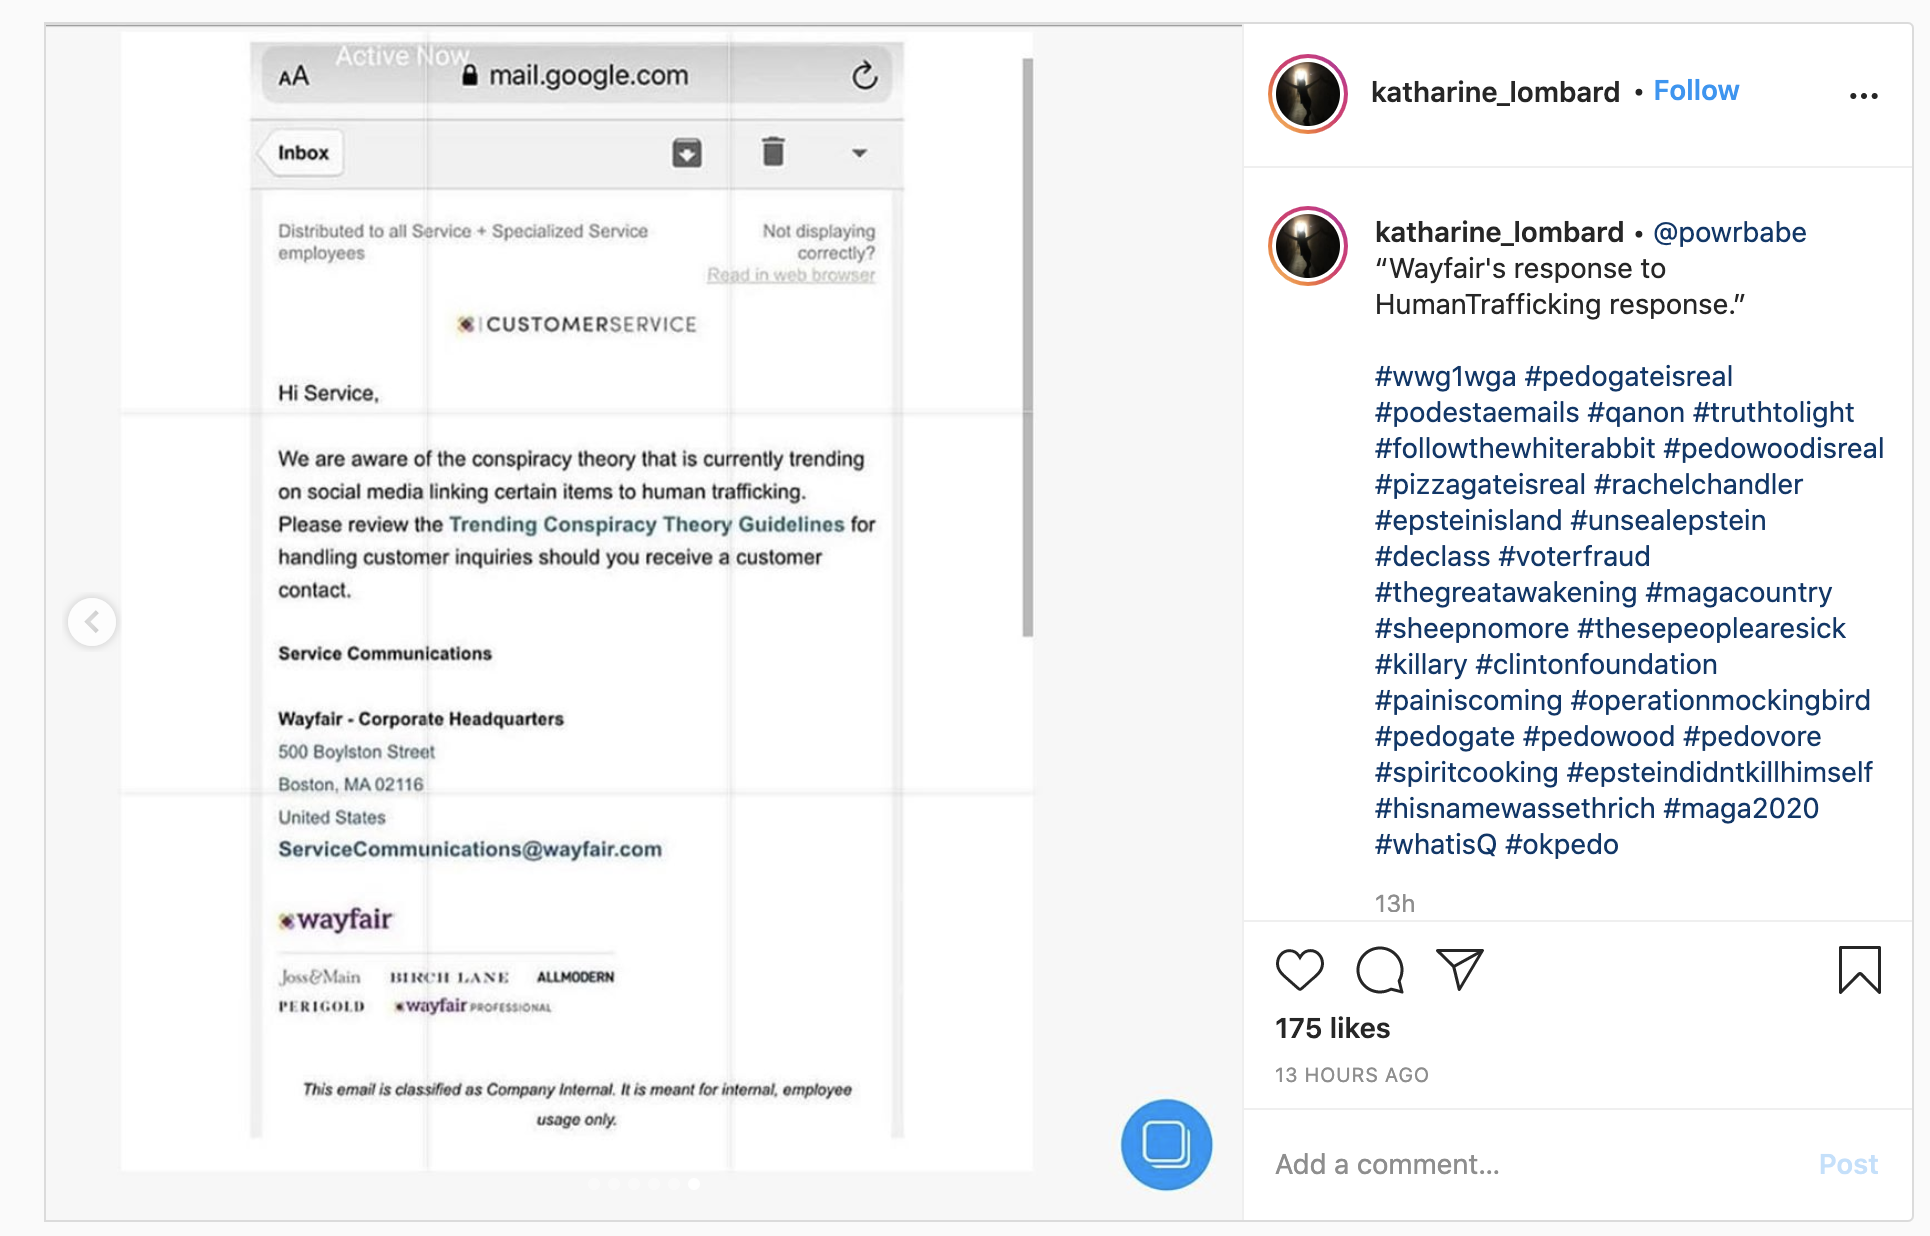 Active Now
AA mail.google.com
Inbox
Distributed to all Service + Specialized Service
employees
Not displaying
correctly?
Read in web browser
CUSTOMERSERVICE
Hi Service,
We are aware of the conspiracy theory that is currently trending
on social media linking certain items to human trafficking.
Please review the Trending Conspiracy Theory Guidelines for
handling customer inquiries should you receive a customer
contact.
Service Communications
Wayfair - Corporate Headquarters
500 Boylston Street
Boston, MA 02116
United States
ServiceCommunications@wayfair.com
wayfair
Joss&Main BIRCH LANE ALLMODERN
PERIGOLD wayfair PROFESSIONAL
This email is classified as Company Internal. It is meant for internal, employee
usage only.
katharine_lombard • Follow
katharine_lombard • @powrbabe
“Wayfair's response to
HumanTrafficking response.”
#wwg1wga #pedogateisreal
#podestaemails #qanon #truthtolight
#followthewhiterabbit #pedowoodisreal
#pizzagateisreal #rachelchandler
#epsteinisland #unsealepstein
#declass #voterfraud
#thegreatawakening #magacountry
#sheepnomore #thesepeoplearesick
#killary #clintonfoundation
#painiscoming #operationmockingbird
#pedogate #pedowood #pedovore
#spiritcooking #epsteindidntkillhimself
#hisnamewassethrich #maga2020
#whatisQ #okpedo
13h
175 likes
13 HOURS AGO
Add a comment... Post